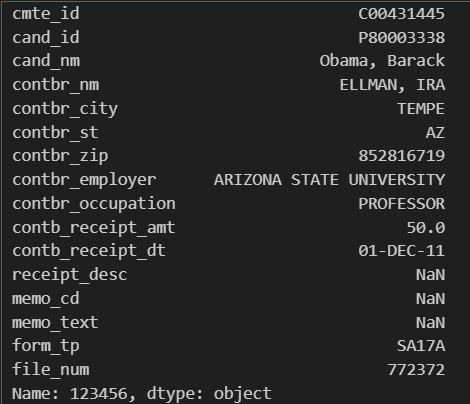 cmte_id C00431445
cand_id P80003338
cand_nm Obama, Barack
contbr_nm ELLMAN, IRA
contbr_city TEMPE
contbr_st AZ
contbr_zip 852816719
contbr_employer ARIZONA STATE UNIVERSITY
contbr_occupation PROFESSOR
contb_receipt_amt 50.0
contb_receipt_dt 01-DEC-11
receipt_desc NaN
memo_cd NaN
memo_text NaN
form_tp SA17A
file_num 772372
Name: 123456, dtype: object